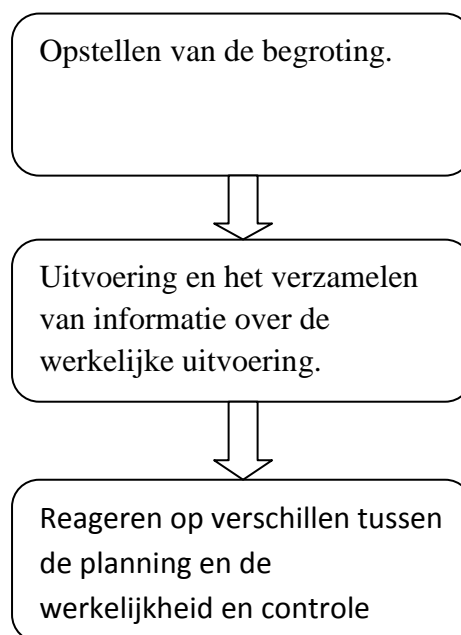 Opstellen van de begroting.
Uitvoering en het verzamelen
van informatie over de
werkelijke uitvoering.
Reageren op verschillen tussen
de planning en de
werkelijkheid en controle